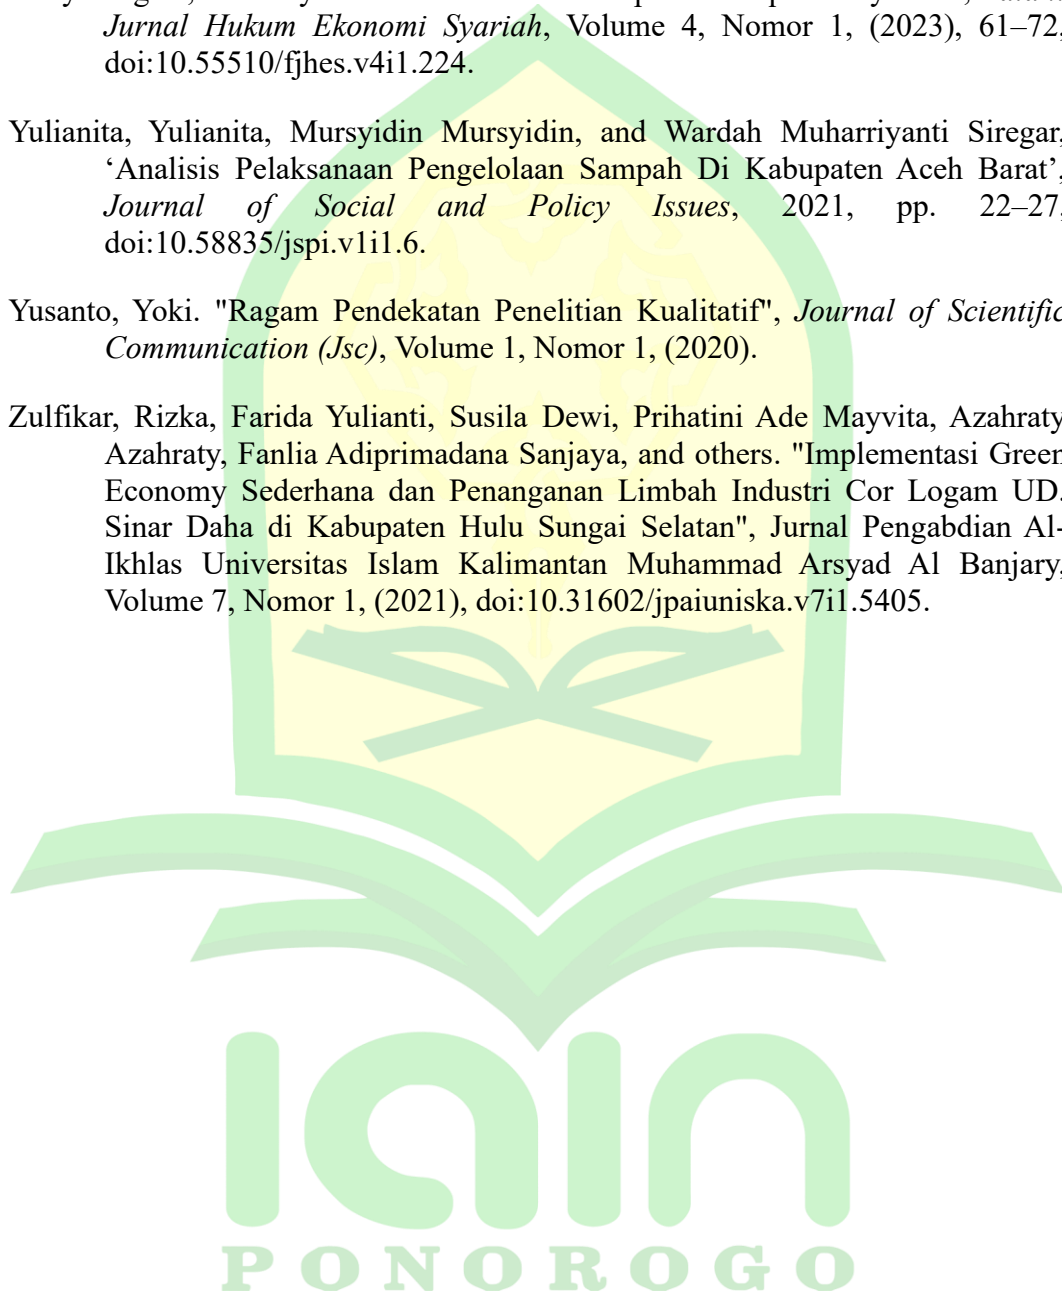 Jurnal Hukum Ekonomi Syariah, Volume 4, Nomor 1, (2023), 61–72,
doi:10.55510/fjhes.v4i1.224.
Yulianita, Yulianita, Mursyidin Mursyidin, and Wardah Muharriyanti Siregar,
‘Analisis Pelaksanaan Pengelolaan Sampah Di Kabupaten Aceh Barat’,
Journal of Social and Policy Issues, 2021, pp. 22–27,
doi:10.58835/jspi.v1i1.6.
Yusanto, Yoki. "Ragam Pendekatan Penelitian Kualitatif", Journal of Scientific
Communication (Jsc), Volume 1, Nomor 1, (2020).
Zulfikar, Rizka, Farida Yulianti, Susila Dewi, Prihatini Ade Mayvita, Azahraty
Azahraty, Fanlia Adiprimadana Sanjaya, and others. "Implementasi Green
Economy Sederhana dan Penanganan Limbah Industri Cor Logam UD.
Sinar Daha di Kabupaten Hulu Sungai Selatan", Jurnal Pengabdian Al-
Ikhlas Universitas Islam Kalimantan Muhammad Arsyad Al Banjary,
Volume 7, Nomor 1, (2021), doi:10.31602/jpaiuniska.v7i1.5405.
iain
PONOROGO